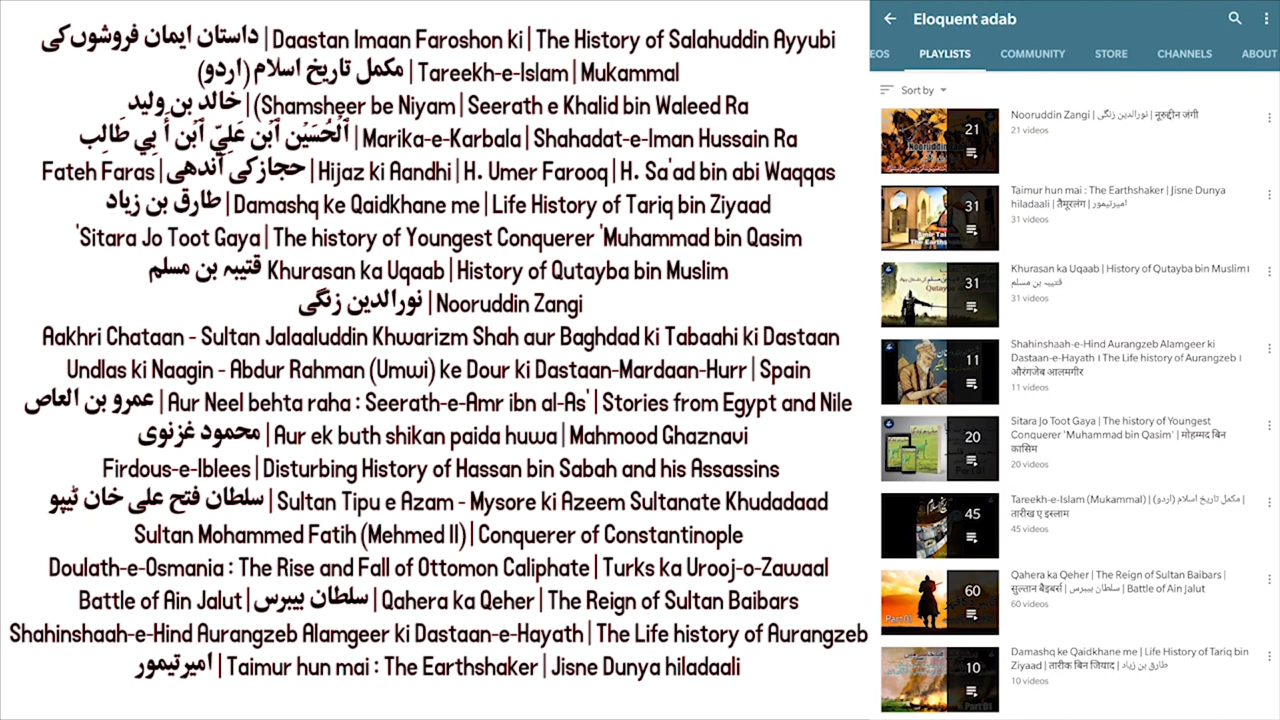 داستان ایمان فروشوں کی | Daastan Imaan Faroshon ki | The History of Salahuddin Ayyubi
مکمل تاریخ اسلام (اردو) | Tareekh-e-Islam | Mukammal
خالد بن ولید | (Shamsheer be Niyam | Seerath e Khalid bin Waleed Ra
ٱلْحُسَيْن ٱبْن عَلِيّ ٱبْن أَبِي طَالِب | Marika-e-Karbala | Shahadat-e-Iman Hussain Ra
Fateh Faras | حجاز کی آندھی | Hijaz ki Aandhi | H. Umer Farooq | H. Sa'ad bin abi Waqqas
طارق بن زیاد | Damashq ke Qaidkhane me | Life History of Tariq bin Ziyaad
'Sitara Jo Toot Gaya | The history of Youngest Conquerer 'Muhammad bin Qasim
قتیبہ بن مسلم Khurasan ka Uqaab | History of Qutayba bin Muslim
نورالدین زنگی | Nooruddin Zangi
Aakhri Chataan - Sultan Jalaaluddin Khwarizm Shah aur Baghdad ki Tabaahi ki Dastaan
Undlas ki Naagin - Abdur Rahman (Umwi) ke Dour ki Dastaan-Mardaan-Hurr | Spain
عمرو بن العاص | Aur Neel behta raha : Seerath-e-Amr ibn al-As' | Stories from Egypt and Nile
محمود غزنوی | Aur ek buth shikan paida huwa | Mahmood Ghaznavi
Firdous-e-Iblees | Disturbing History of Hassan bin Sabah and his Assassins
سلطان فتح علی خان ٹیپو | Sultan Tipu e Azam - Mysore ki Azeem Sultanate Khudadaad
Sultan Mohammed Fatih (Mehmed II) | Conquerer of Constantinople
Doulath-e-Osmania : The Rise and Fall of Ottomon Caliphate | Turks ka Urooj-o-Zawaal
Battle of Ain Jalut | سلطان بیبرس | Qahera ka Qeher | The Reign of Sultan Baibars
Shahinshaah-e-Hind Aurangzeb Alamgeer ki Dastaan-e-Hayath | The Life history of Aurangzeb
امیرتیمور | Taimur hun mai : The Earthshaker | Jisne Dunya hiladaali
Eloquent adab
EOS PLAYLISTS COMMUNITY STORE CHANNELS ABOUT
Sort by
21
Nooruddin Zangi | نورالدین زنگی | नूरुद्दीन जंगी
21 videos
31
Taimur hun mai : The Earthshaker | Jisne Dunya
hiladaali | तैमूरलंग | امیرتیمور
31 videos
31
Khurasan ka Uqaab | History of Qutayba bin Muslim।
قتیبہ بن مسلم
31 videos
11
Shahinshaah-e-Hind Aurangzeb Alamgeer ki
Dastaan-e-Hayath । The Life history of Aurangzeb ।
औरंगजेब आलमगीर
11 videos
20
Sitara Jo Toot Gaya | The history of Youngest
Conquerer 'Muhammad bin Qasim' | मोहम्मद बिन
कासिम
20 videos
45
Tareekh-e-Islam (Mukammal) | مکمل تاریخ اسلام (اردو) |
तारीख ए इस्लाम
45 videos
60
Part 01
Qahera ka Qeher | The Reign of Sultan Baibars |
सुल्तान बैइबर्स | سلطان بیبرس | Battle of Ain Jalut
60 videos
10
Part 01
Damashq ke Qaidkhane me | Life History of Tariq bin
Ziyaad | तारीक बिन जियाद | طارق بن زیاد
10 videos